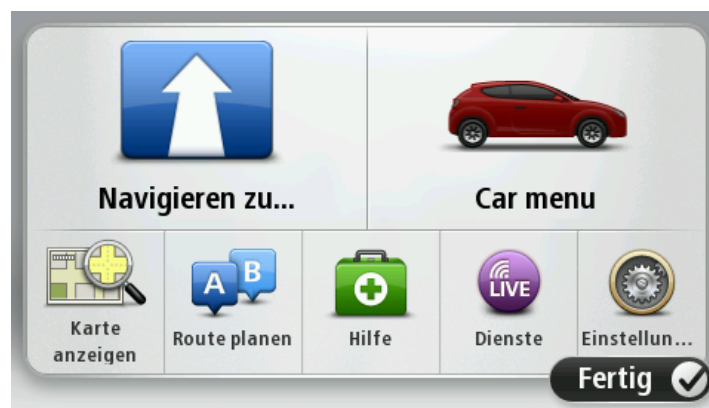 Navigieren zu...
Car menu
A
B
LIVE
Karte
anzeigen
Route planen
Hilfe
Dienste
Einstellun...
Fertig